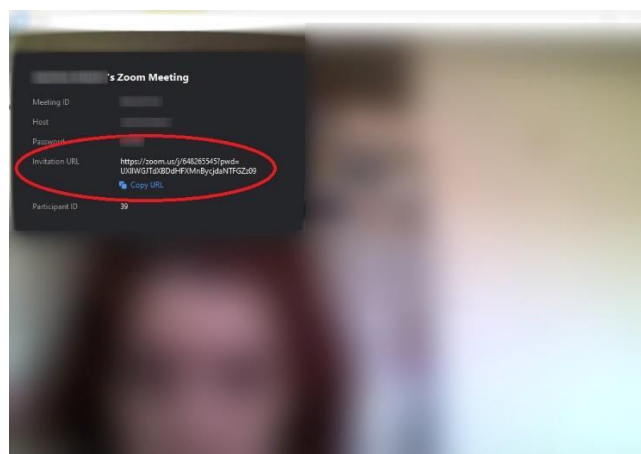 's Zoom Meeting
Meeting ID
Host
Password
Invitation URL https://zoom.us/j/648265545?pwd=
UXllWGJTdXBDdHFXMnBycjdaNTFGZz09
Copy URL
Participant ID 39